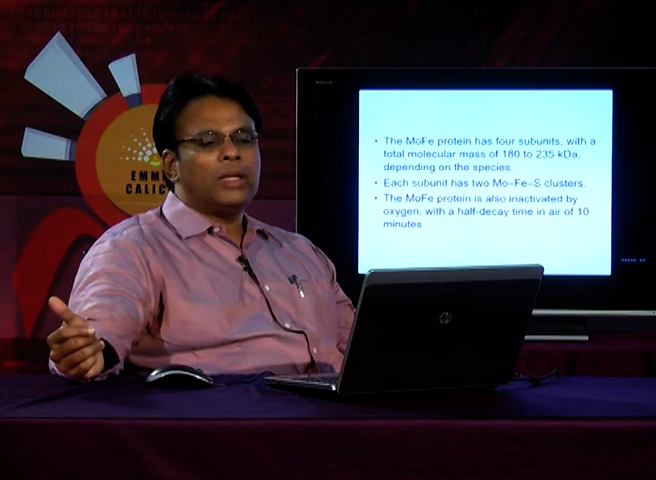 EMM
CALIC
• The MoFe protein has four subunits, with a
total molecular mass of 180 to 235 kDa,
depending on the species.
• Each subunit has two Mo–Fe–S clusters.
• The MoFe protein is also inactivated by
oxygen, with a half-decay time in air of 10
minutes
hp